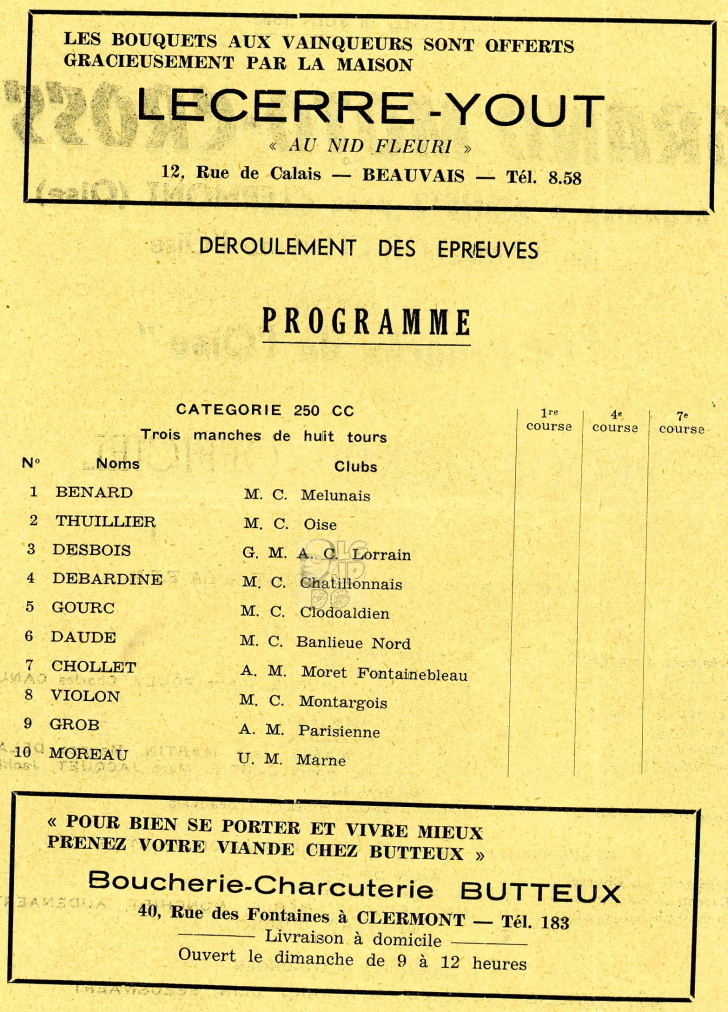 LES BOUQUETS AUX VAINQUEURS SONT OFFERTS
GRACIEUSEMENT PAR LA MAISON
LECERRE-YOUT
« AU NID FLEURI »
12, Rue de Calais — BEAUVAIS — Tél. 8.58
DEROULEMENT DES EPREUVES
PROGRAMME
CATEGORIE 250 CC
Trois manches de huit tours
1re course 4e course 7e course
No Noms Clubs
1 BENARD M. C. Melunais
2 THUILLIER M. C. Oise
3 DESBOIS G. M. A. C. Lorrain
4 DEBARDINE M. C. Chatillonnais
5 GOURC M. C. Clodoaldien
6 DAUDE M. C. Banlieue Nord
7 CHOLLET A. M. Moret Fontainebleau
8 VIOLON M. C. Montargois
9 GROB A. M. Parisienne
10 MOREAU U. M. Marne
« POUR BIEN SE PORTER ET VIVRE MIEUX
PRENEZ VOTRE VIANDE CHEZ BUTTEUX »
Boucherie-Charcuterie BUTTEUX
40, Rue des Fontaines à CLERMONT — Tél. 183
Livraison à domicile
Ouvert le dimanche de 9 à 12 heures